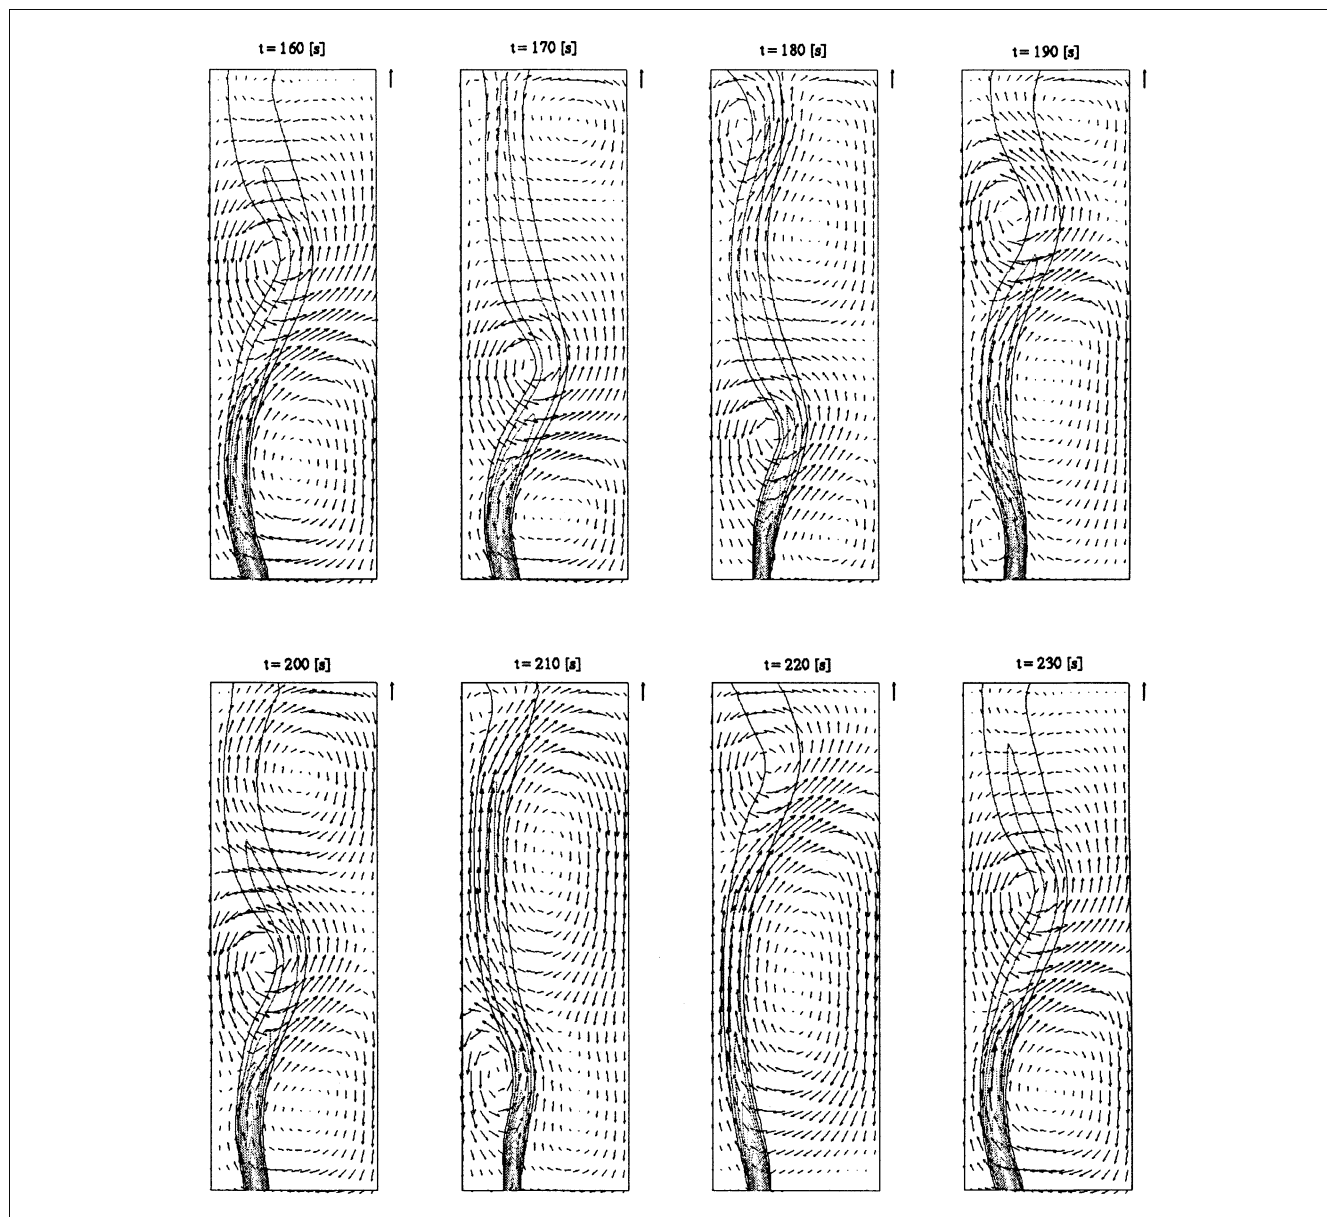 t = 160 [s] t = 170 [s] t = 180 [s] t = 190 [s]
t = 200 [s] t = 210 [s] t = 220 [s] t = 230 [s]